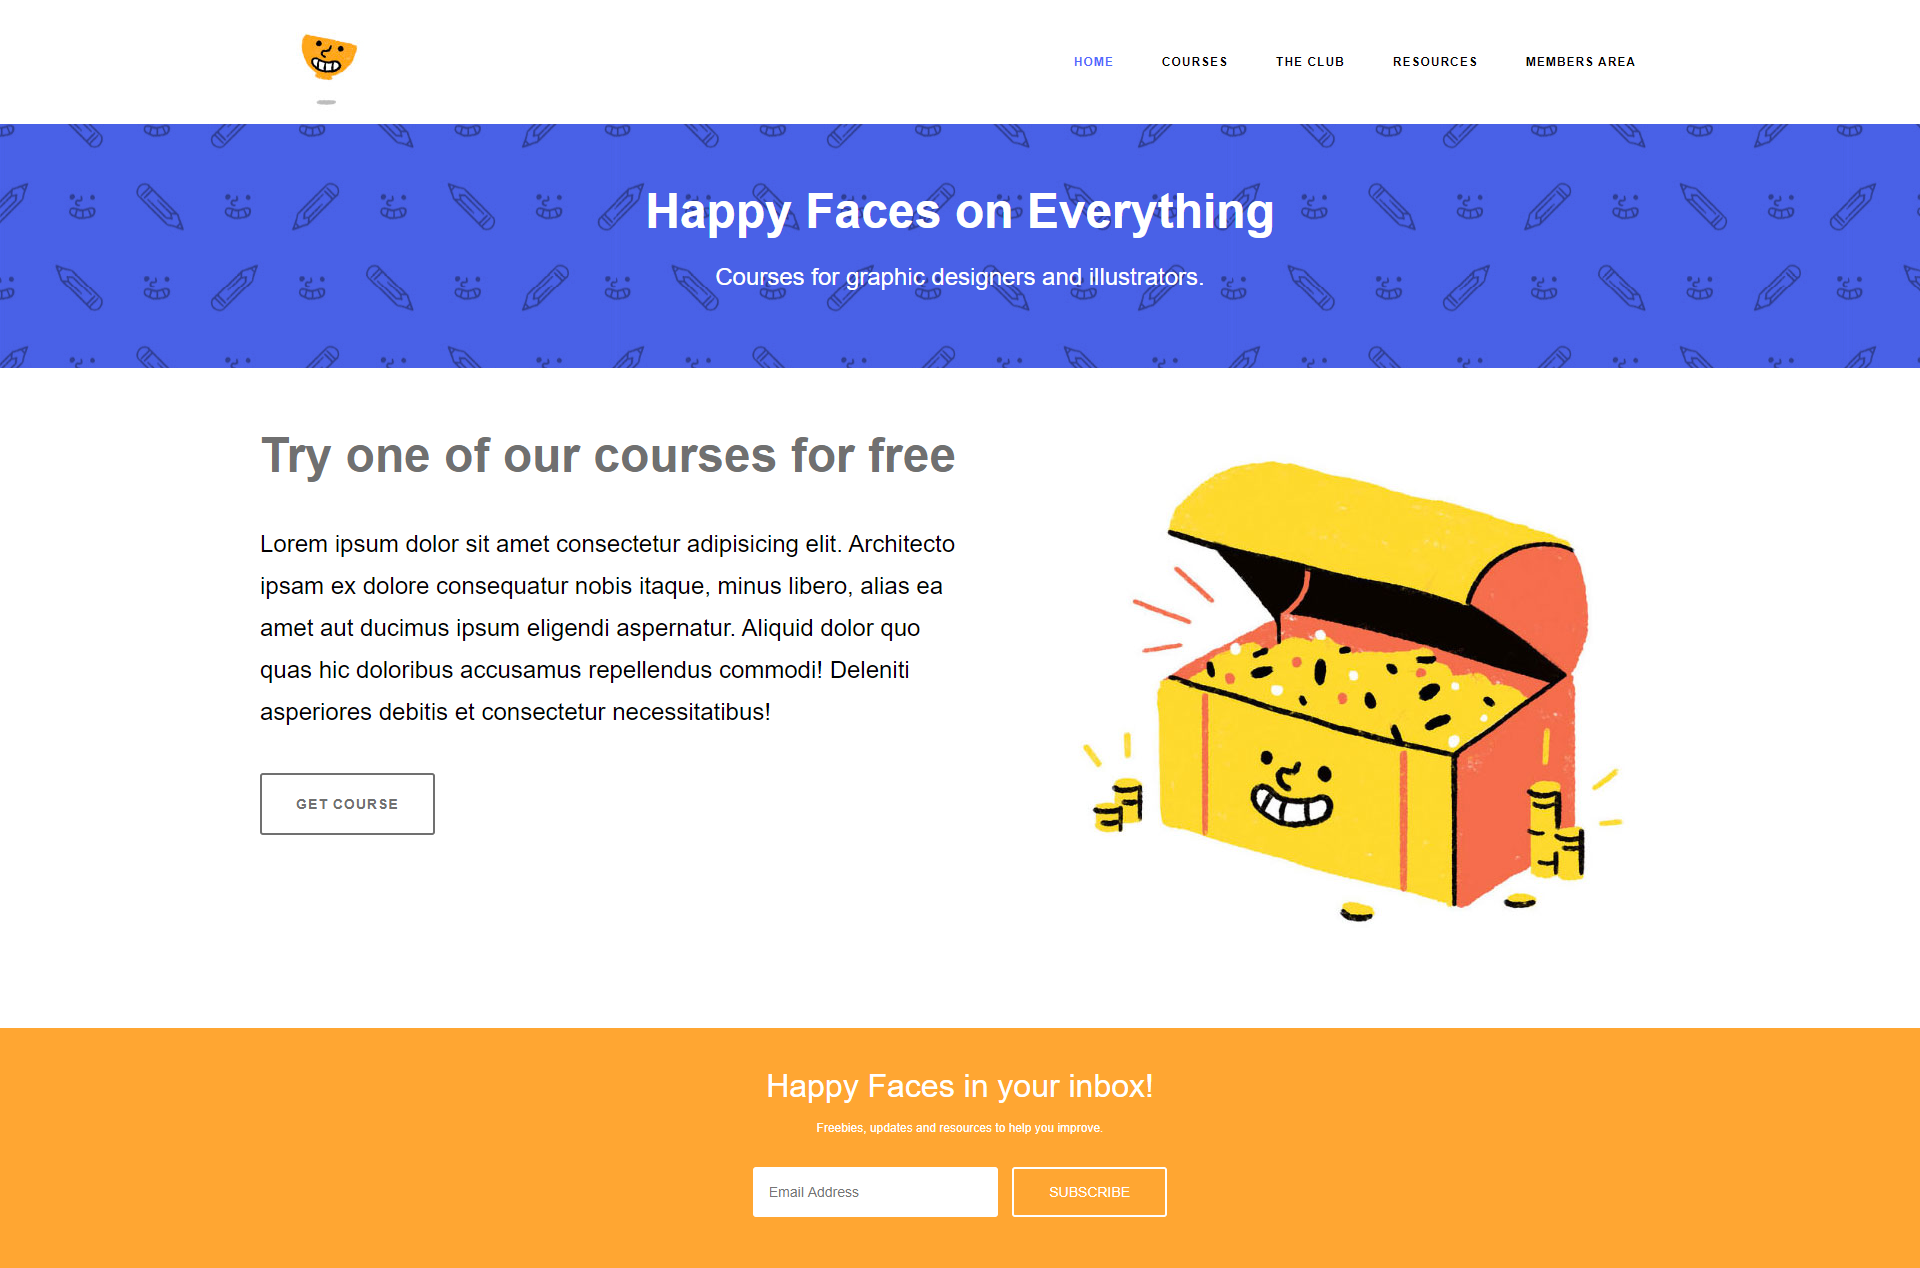 HOME COURSES THE CLUB RESOURCES MEMBERS AREA
Happy Faces on Everything
Courses for graphic designers and illustrators.
Try one of our courses for free
Lorem ipsum dolor sit amet consectetur adipisicing elit. Architecto
ipsam ex dolore consequatur nobis itaque, minus libero, alias ea
amet aut ducimus ipsum eligendi aspernatur. Aliquid dolor quo
quas hic doloribus accusamus repellendus commodi! Deleniti
asperiores debitis et consectetur necessitatibus!
GET COURSE
Happy Faces in your inbox!
Freebies, updates and resources to help you improve.
Email Address SUBSCRIBE